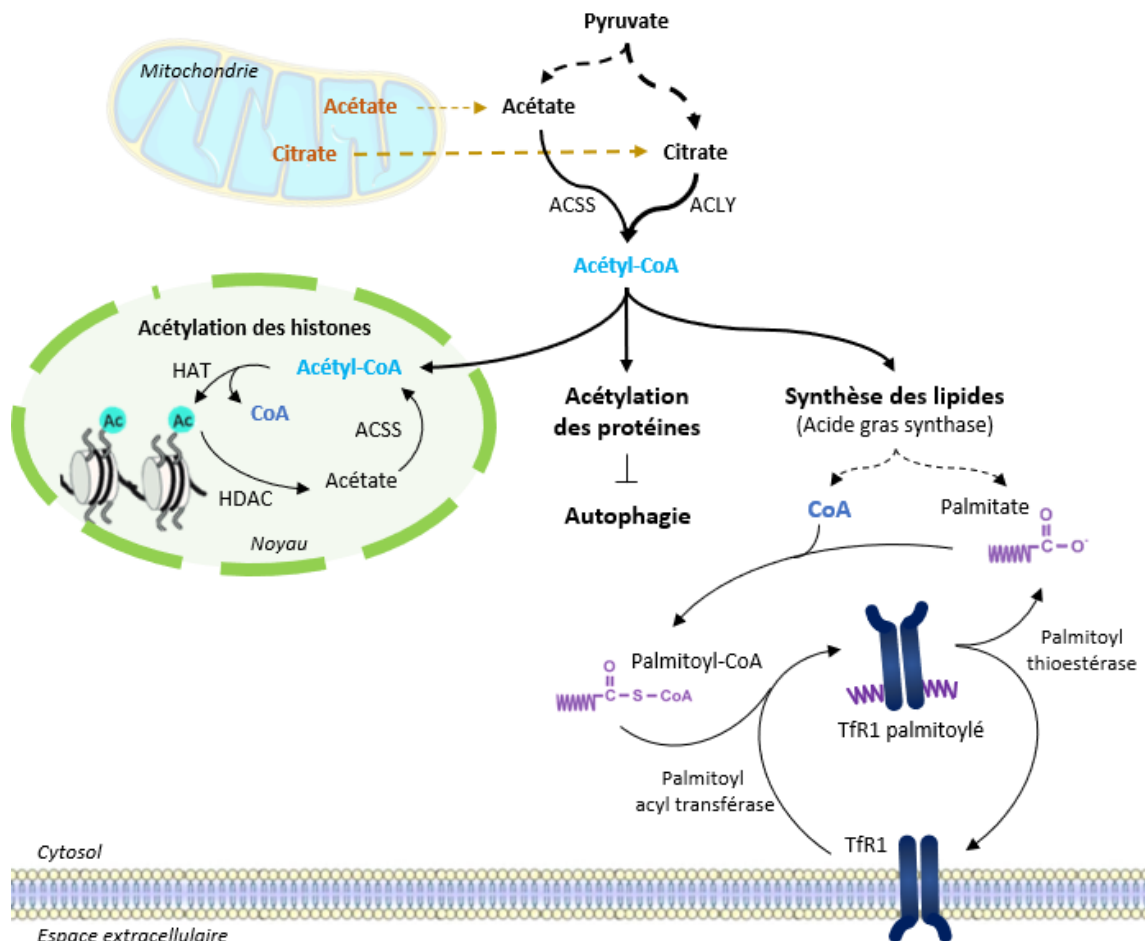 Pyruvate
Mitochondrie
Acétate
Acétate
Citrate
Citrate
ACSS
ACLY
Acétyl-CoA
Acétylation des histones
HAT
Acétyl-CoA
CoA
Ac
Ac
ACSS
Acétate
HDAC
Noyau
Acétylation
des protéines
Autophagie
Synthèse des lipides
(Acide gras synthase)
CoA
Palmitate
O
C
O-
Palmitoyl-CoA
O
C
S
CoA
Palmitoyl
thioestérase
TfR1 palmitoylé
Palmitoyl
acyl transférase
TfR1
Cytosol
Espace extracellulaire